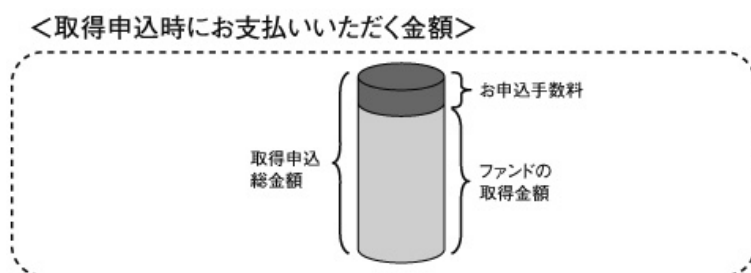 ＜取得申込時にお支払いいただく金額＞
お申込手数料
取得申込
総金額
ファンドの
取得金額